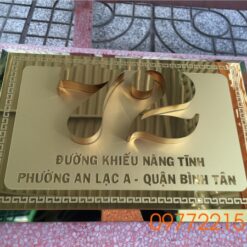 72
ĐƯỜNG KHIẾU NĂNG TĨNH
PHƯỜNG AN LẠC A - QUẬN BÌNH TÂN